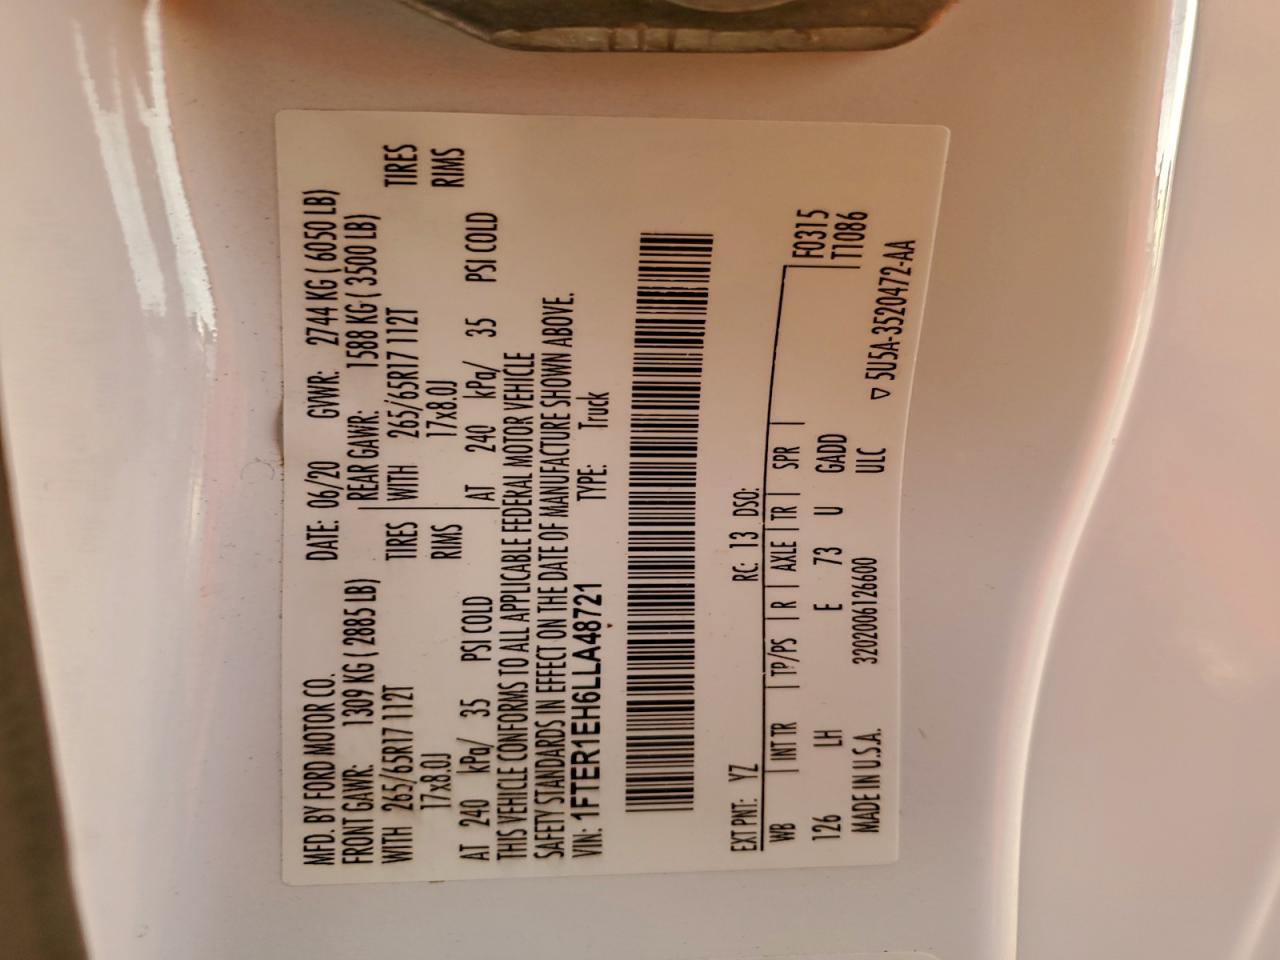 MFD. BY FORD MOTOR CO. DATE: 06/20 GVWR: 2744 KG ( 6050 LB)
FRONT GAWR: 1309 KG ( 2885 LB) REAR GAWR: 1588 KG ( 3500 LB)
WITH 265/65R17 112T TIRES WITH 265/65R17 112T TIRES
17x8.0J RIMS 17x8.0J RIMS
AT 240 kPa/ 35 PSI COLD AT 240 kPa/ 35 PSI COLD
THIS VEHICLE CONFORMS TO ALL APPLICABLE FEDERAL MOTOR VEHICLE
SAFETY STANDARDS IN EFFECT ON THE DATE OF MANUFACTURE SHOWN ABOVE.
VIN: 1FTER1EH6LLA48721 TYPE: Truck
EXT PNT: YZ RC: 13 DSO:
WB INT TR TP/PS R AXLE TR SPR F0315
126 LH E 73 U GADD T1086
MADE IN U.S.A. 3202006126600 ULC ▽ 5U5A-3520472-AA